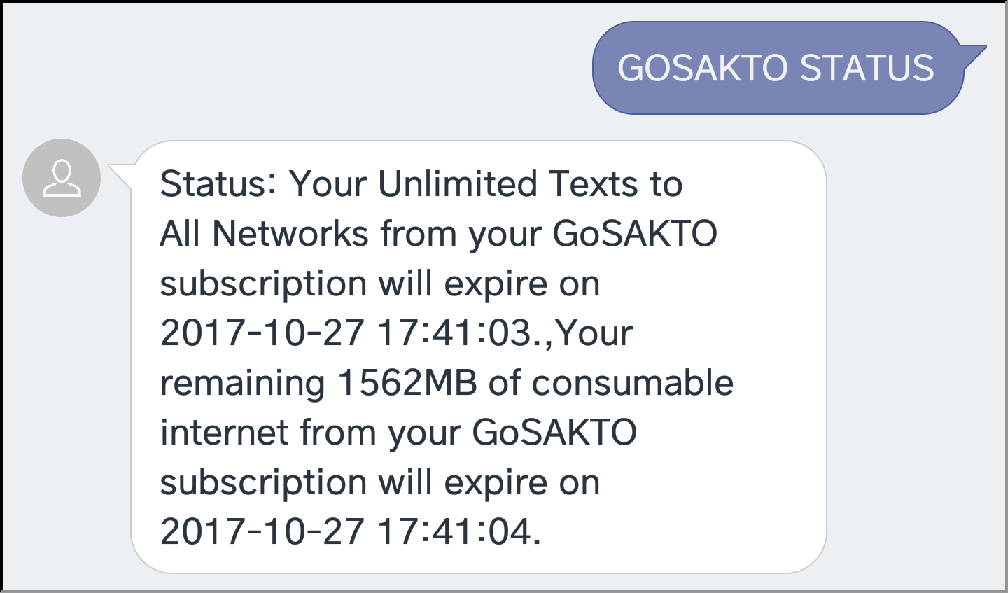 GOSAKTO STATUS
Status: Your Unlimited Texts to
All Networks from your GoSAKTO
subscription will expire on
2017-10-27 17:41:03.,Your
remaining 1562MB of consumable
internet from your GoSAKTO
subscription will expire on
2017-10-27 17:41:04.